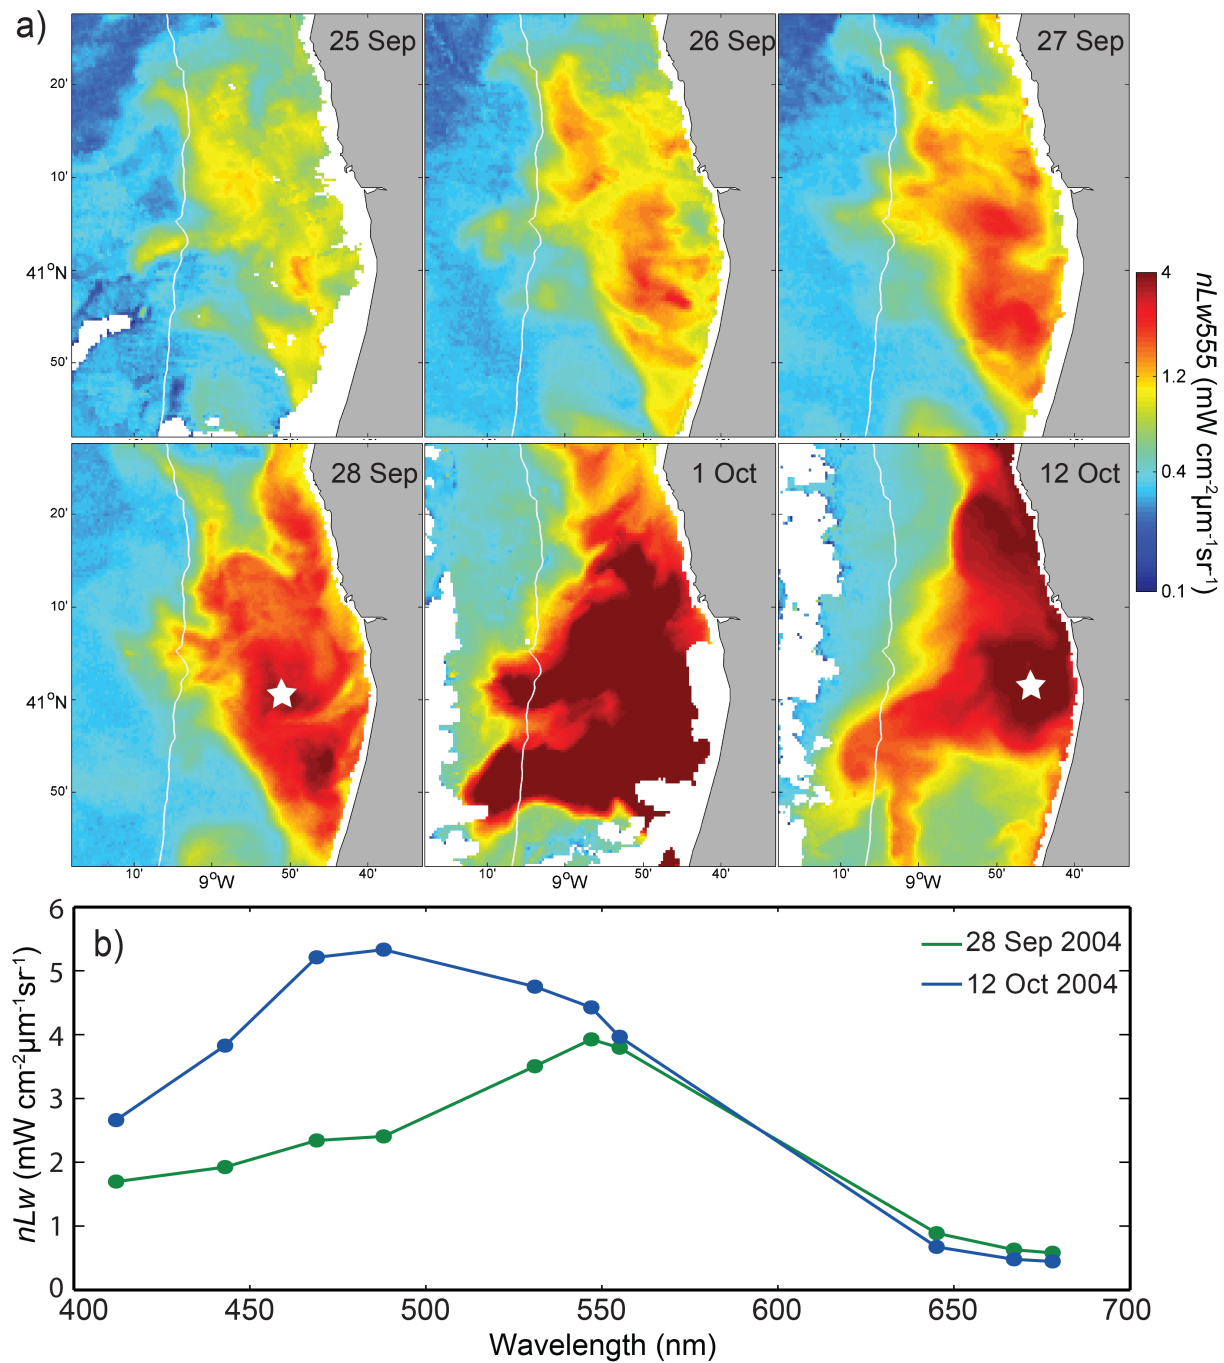 a)
25 Sep
26 Sep
27 Sep
20'
10'
41°N
50'
4
1.2
0.4
0.1
nLw555 (mW cm-2μm-1sr-1)
28 Sep
1 Oct
12 Oct
20'
10'
41°N
50'
10' 9°W 50' 40'
10' 9°W 50' 40'
10' 9°W 50' 40'
b)
28 Sep 2004
12 Oct 2004
6
5
4
3
2
1
0
nLw (mW cm-2μm-1sr-1)
400 450 500 550 600 650 700
Wavelength (nm)